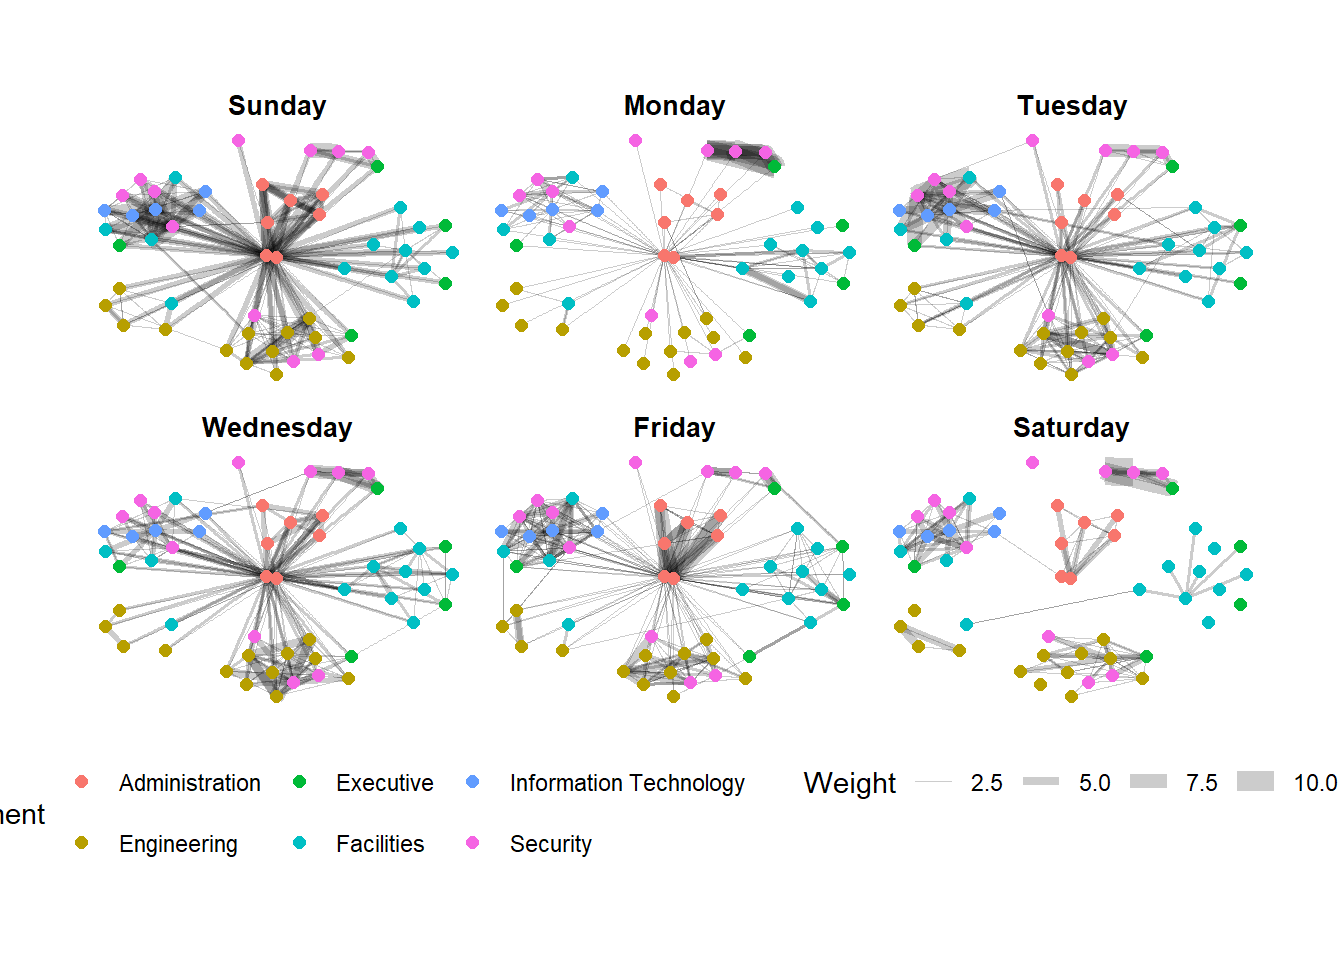 Sunday Monday Tuesday
Wednesday Friday Saturday
Administration Executive Information Technology Weight 2.5 5.0 7.5 10.0
nent
Engineering Facilities Security